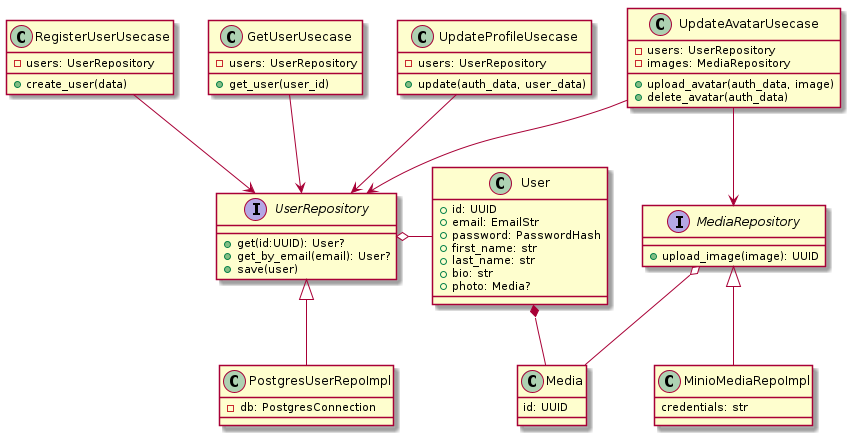 C RegisterUserUsecase
users: UserRepository
create_user(data)
C GetUserUsecase
users: UserRepository
get_user(user_id)
C UpdateProfileUsecase
users: UserRepository
update(auth_data, user_data)
C UpdateAvatarUsecase
users: UserRepository
images: MediaRepository
upload_avatar(auth_data, image)
delete_avatar(auth_data)
I UserRepository
get(id:UUID): User?
get_by_email(email): User?
save(user)
C User
id: UUID
email: EmailStr
password: PasswordHash
first_name: str
last_name: str
bio: str
photo: Media?
I MediaRepository
upload_image(image): UUID
C PostgresUserRepoImpl
db: PostgresConnection
C Media
id: UUID
C MinioMediaRepoImpl
credentials: str